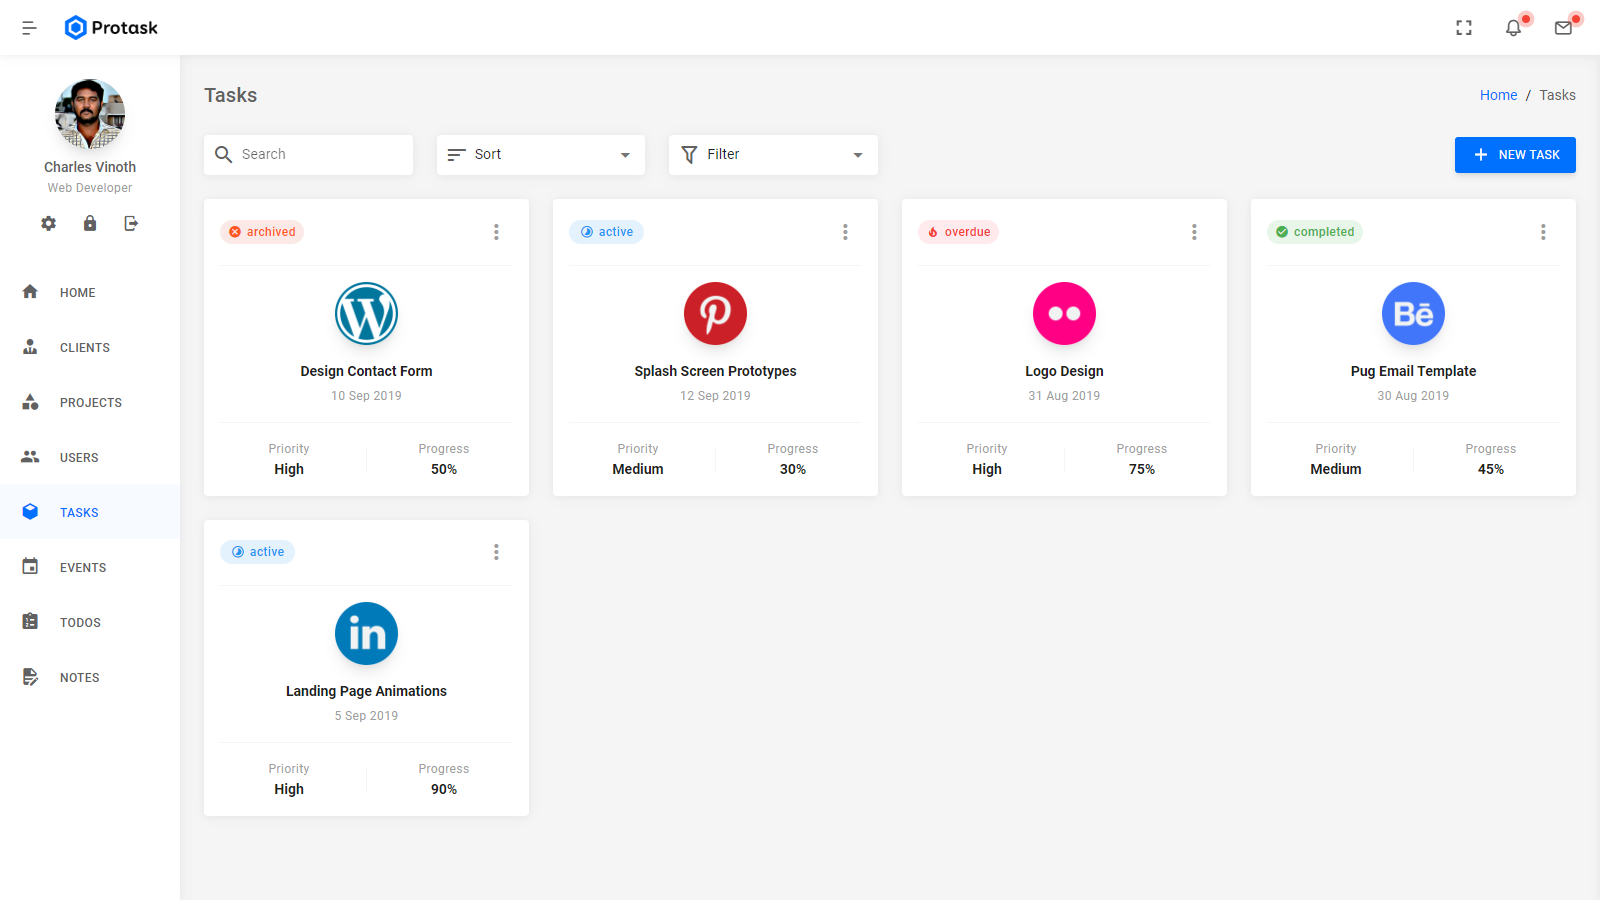 Protask
Charles Vinoth
Web Developer
HOME
CLIENTS
PROJECTS
USERS
TASKS
EVENTS
TODOS
NOTES
Tasks
Home / Tasks
Search
Sort
Filter
NEW TASK
archived
Design Contact Form
10 Sep 2019
Priority
High
Progress
50%
active
Splash Screen Prototypes
12 Sep 2019
Priority
Medium
Progress
30%
overdue
Logo Design
31 Aug 2019
Priority
High
Progress
75%
completed
Bē
Pug Email Template
30 Aug 2019
Priority
Medium
Progress
45%
active
in
Landing Page Animations
5 Sep 2019
Priority
High
Progress
90%